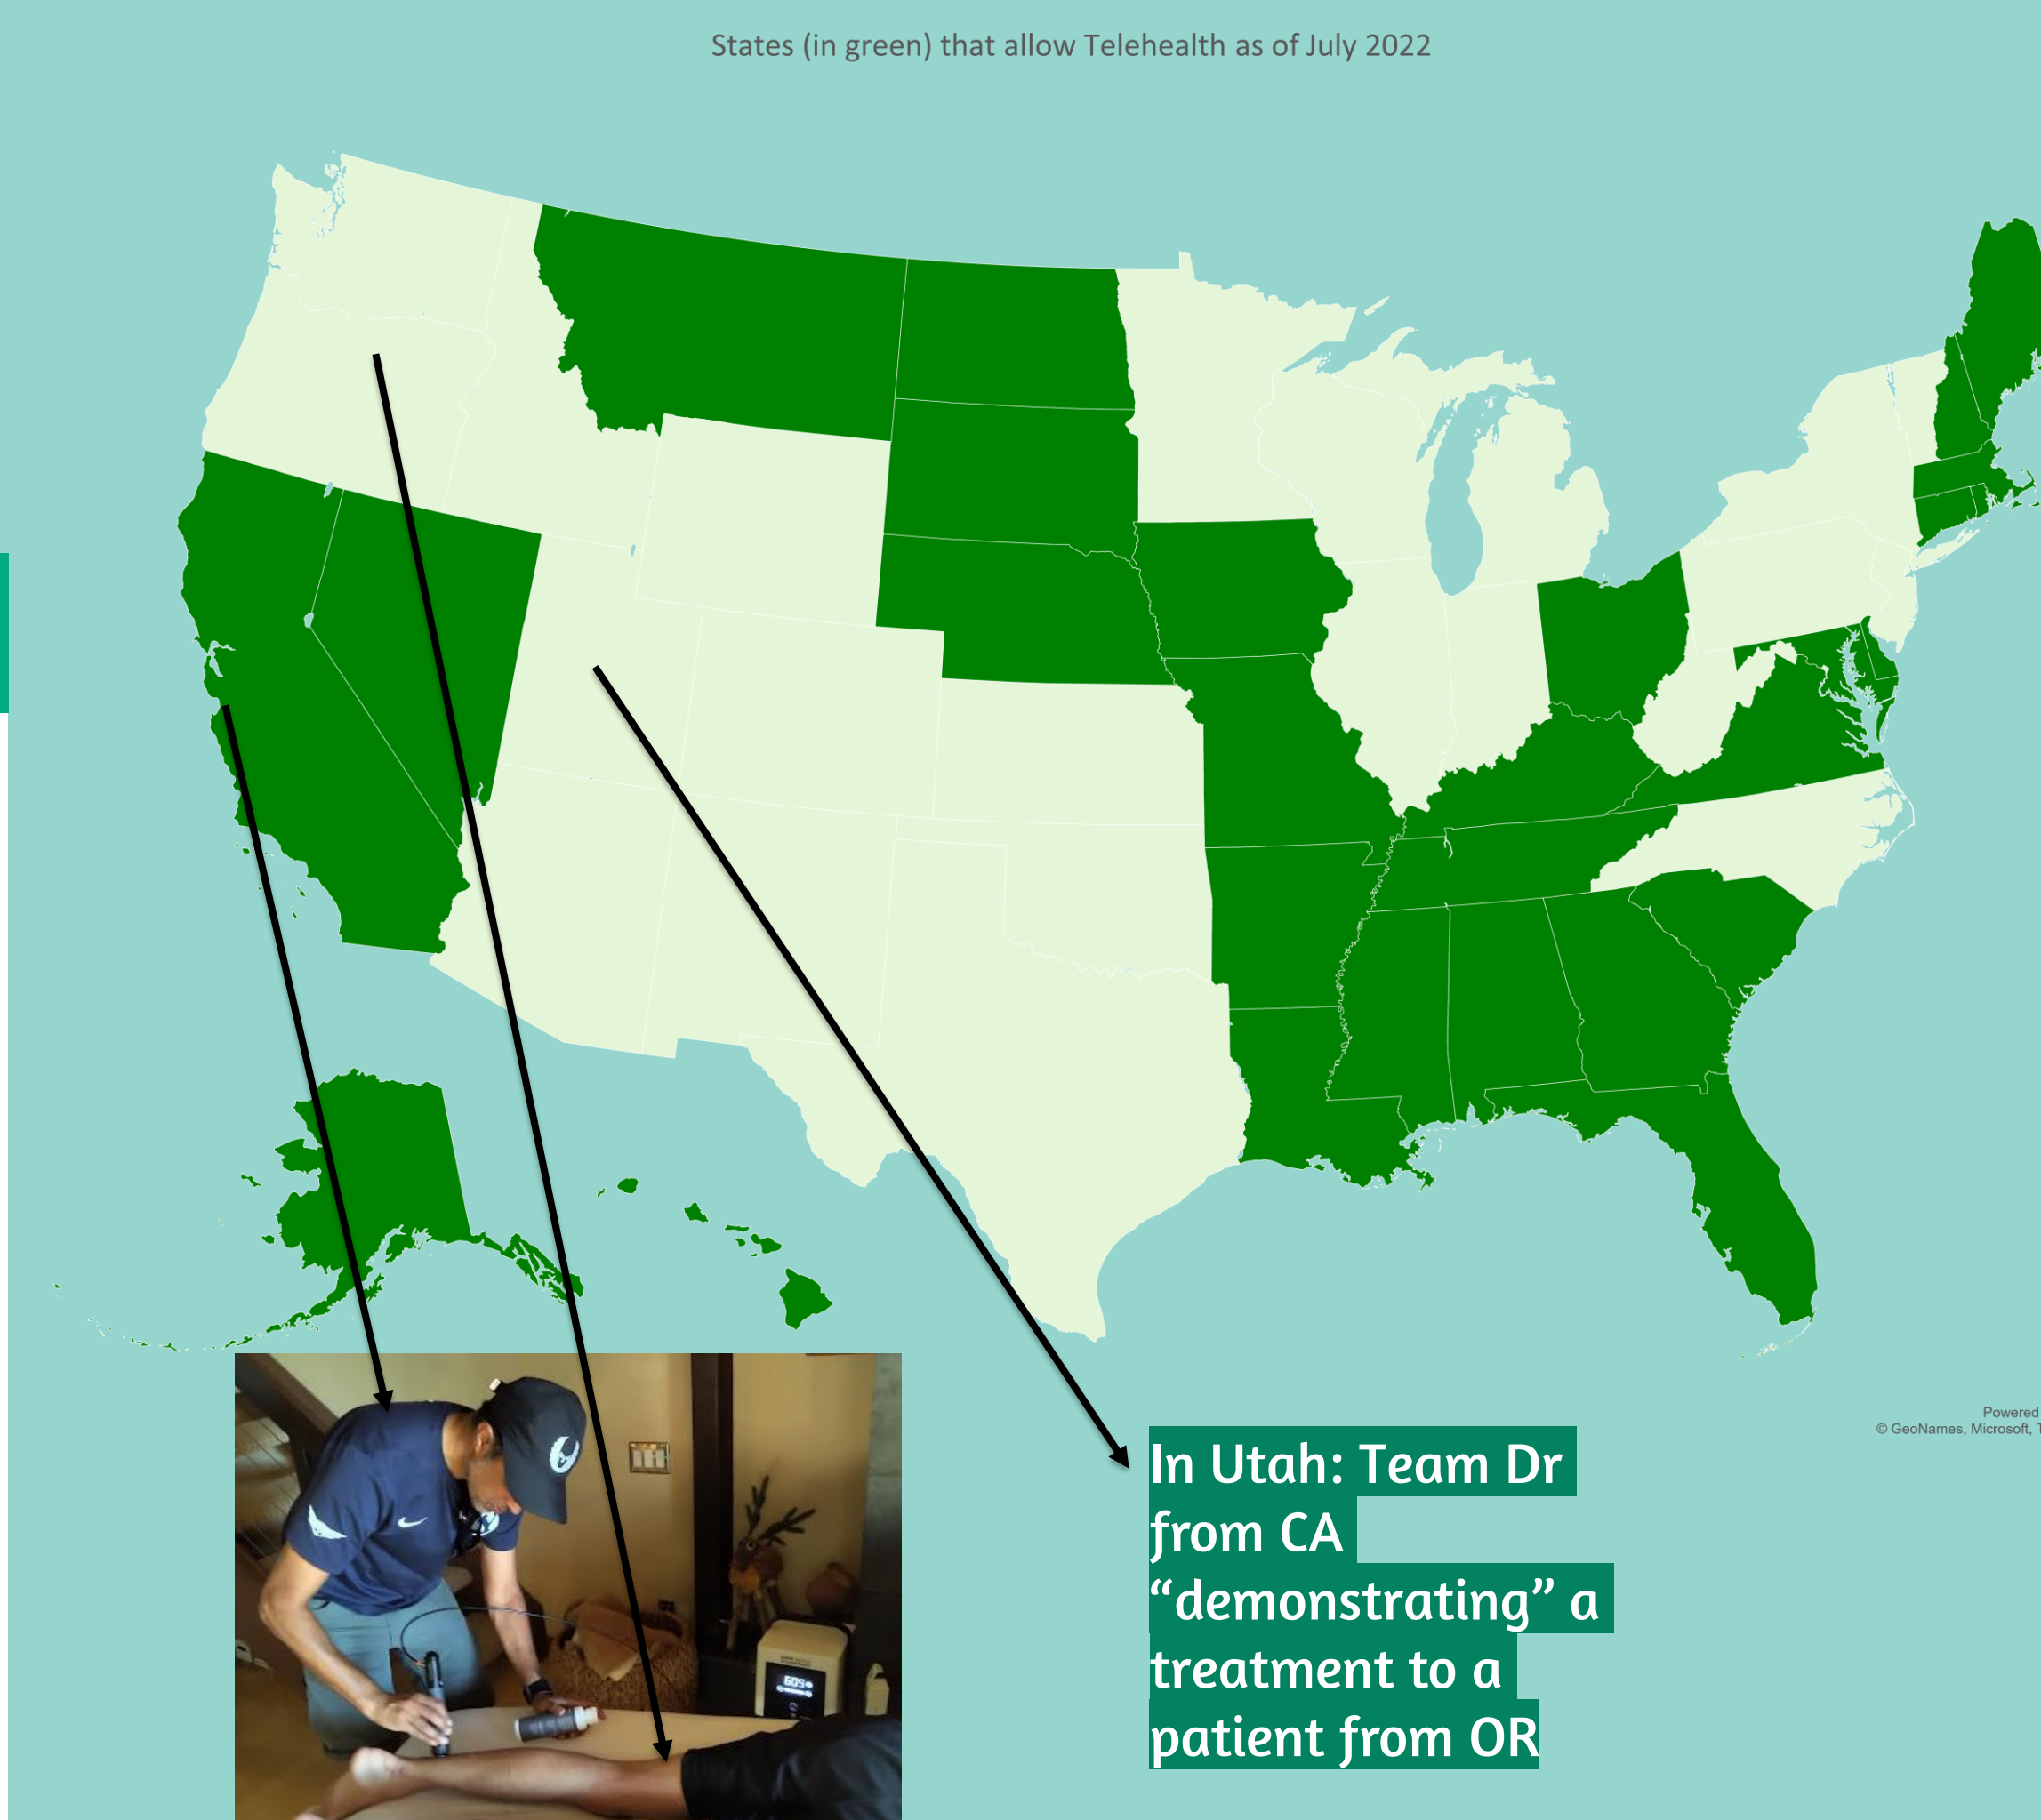 States (in green) that allow Telehealth as of July 2022
Powered
© GeoNames, Microsoft, T
In Utah: Team Dr
from CA
“demonstrating” a
treatment to a
patient from OR